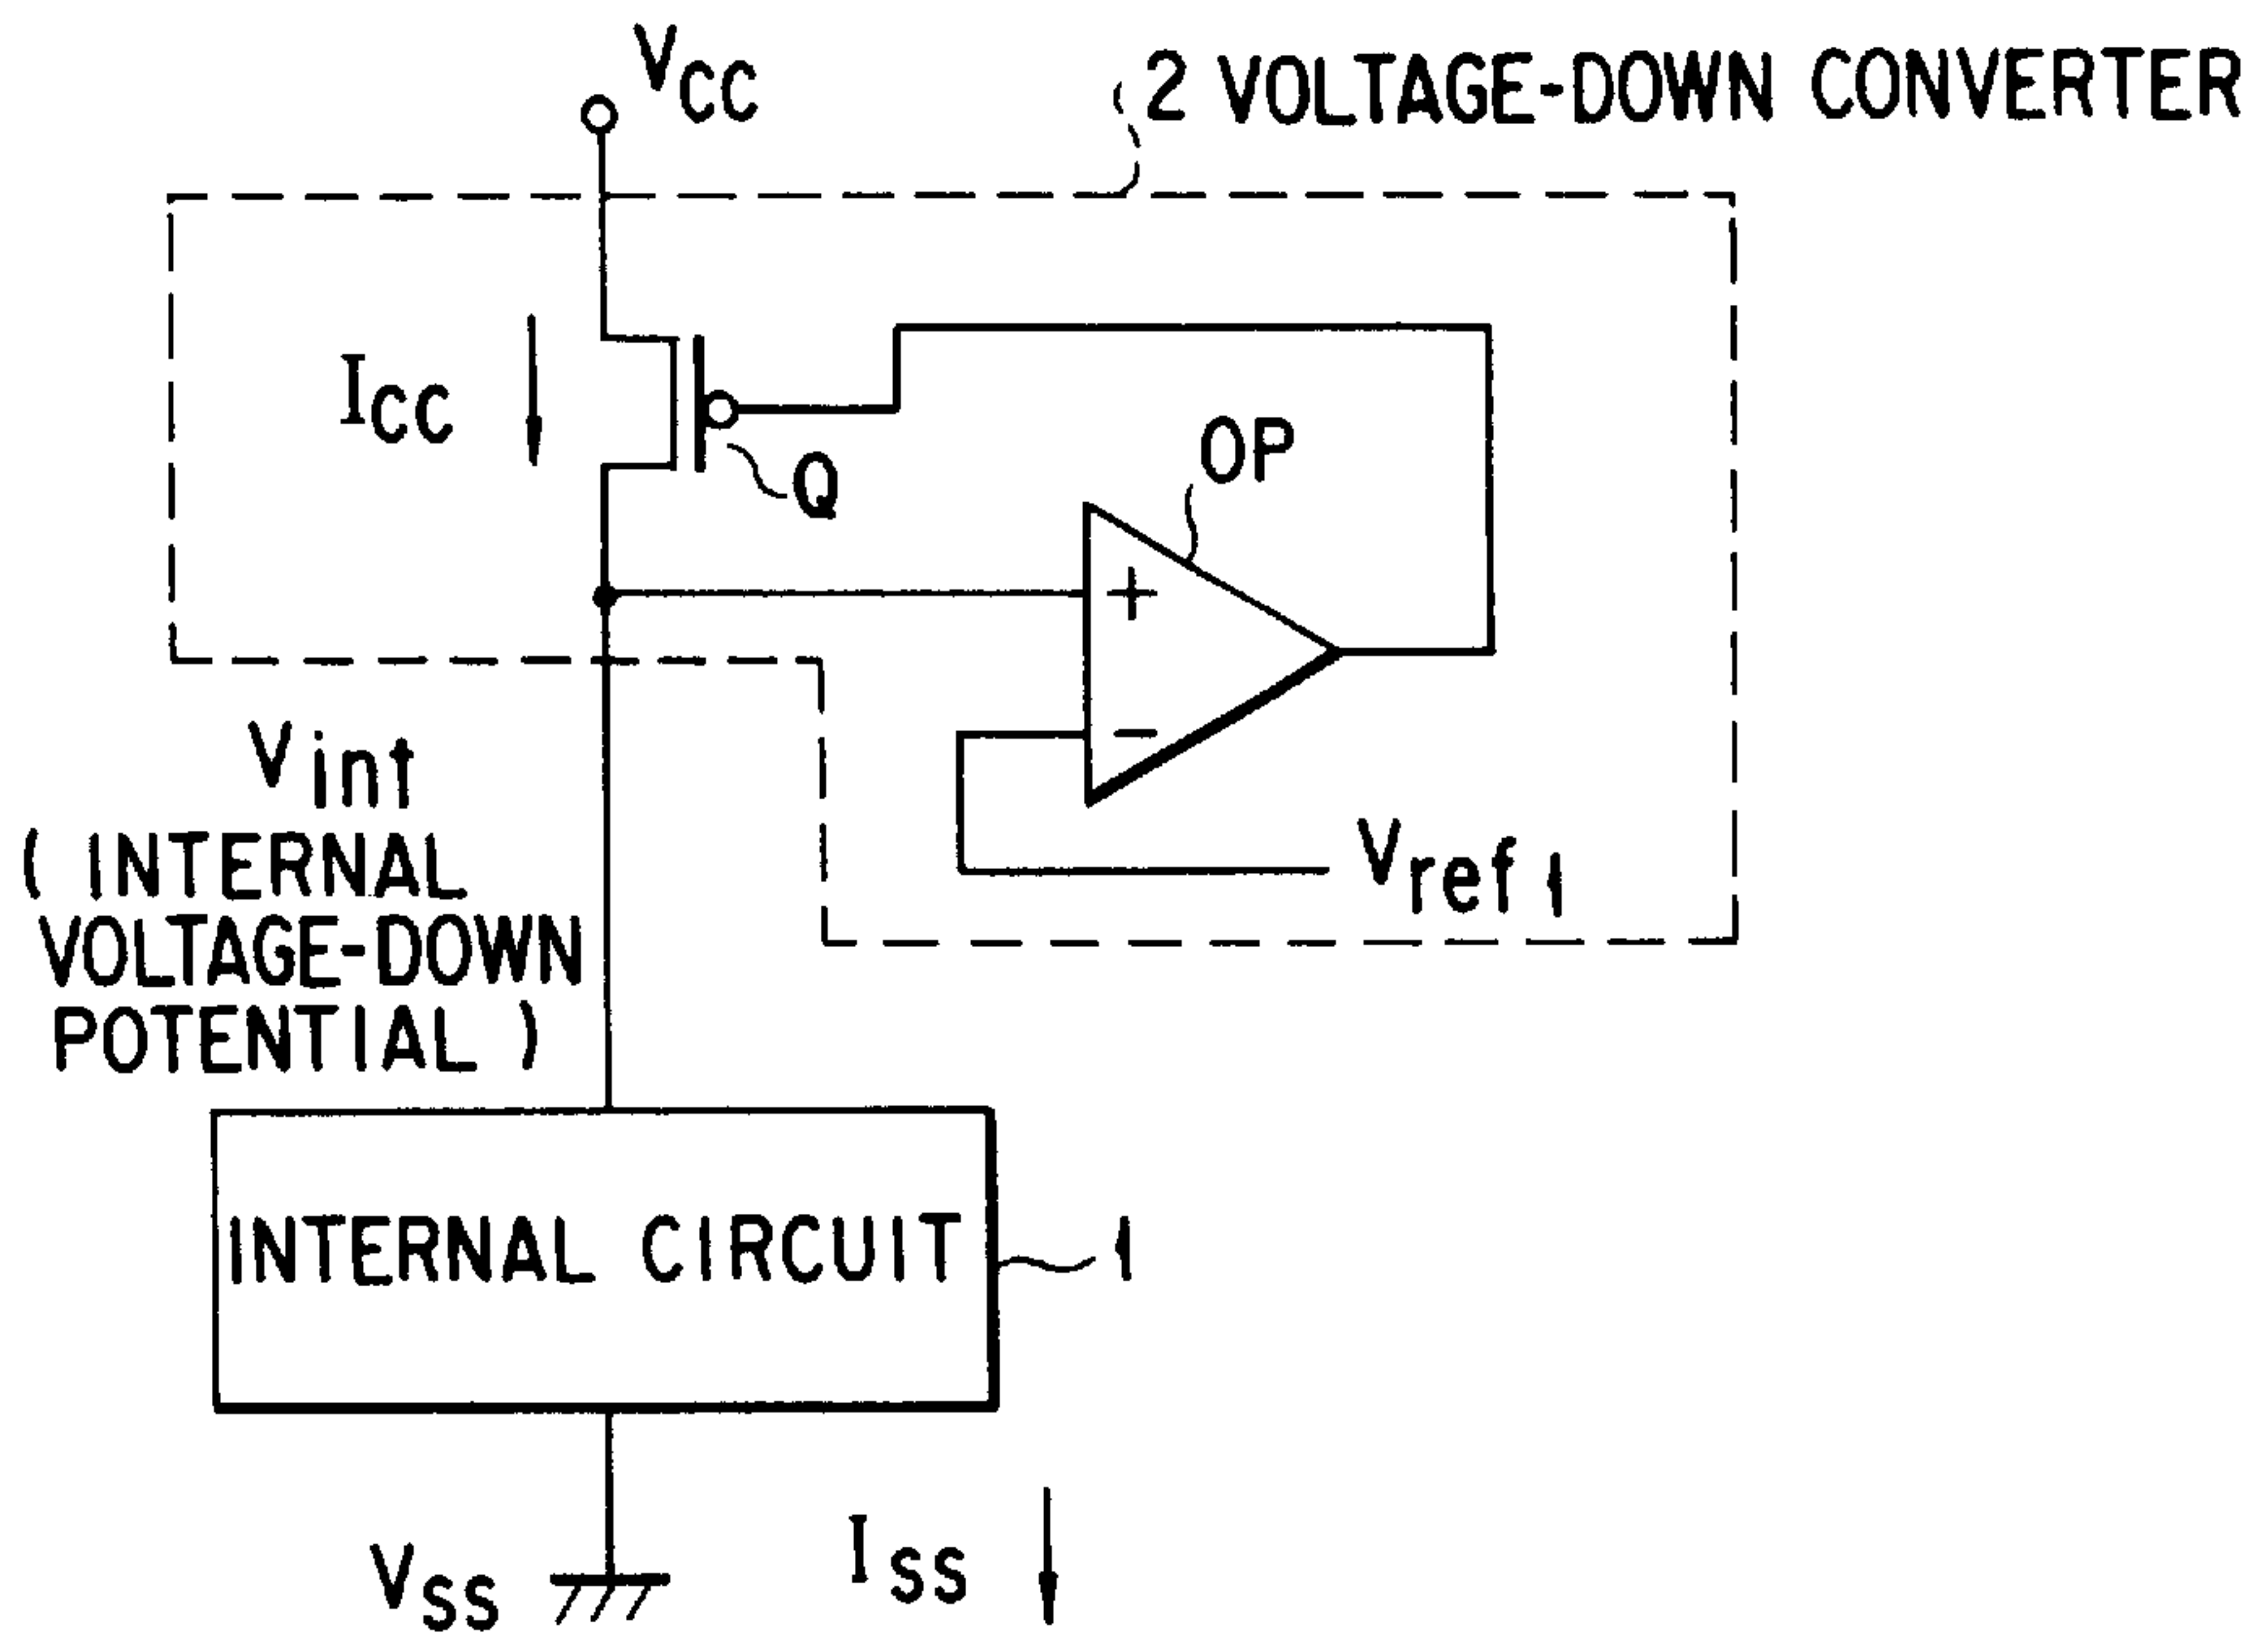 VCC
2 VOLTAGE-DOWN CONVERTER
ICC
Q
OP
+
−
Vint
( INTERNAL
VOLTAGE-DOWN
POTENTIAL )
Vref1
INTERNAL CIRCUIT
1
VSS
ISS